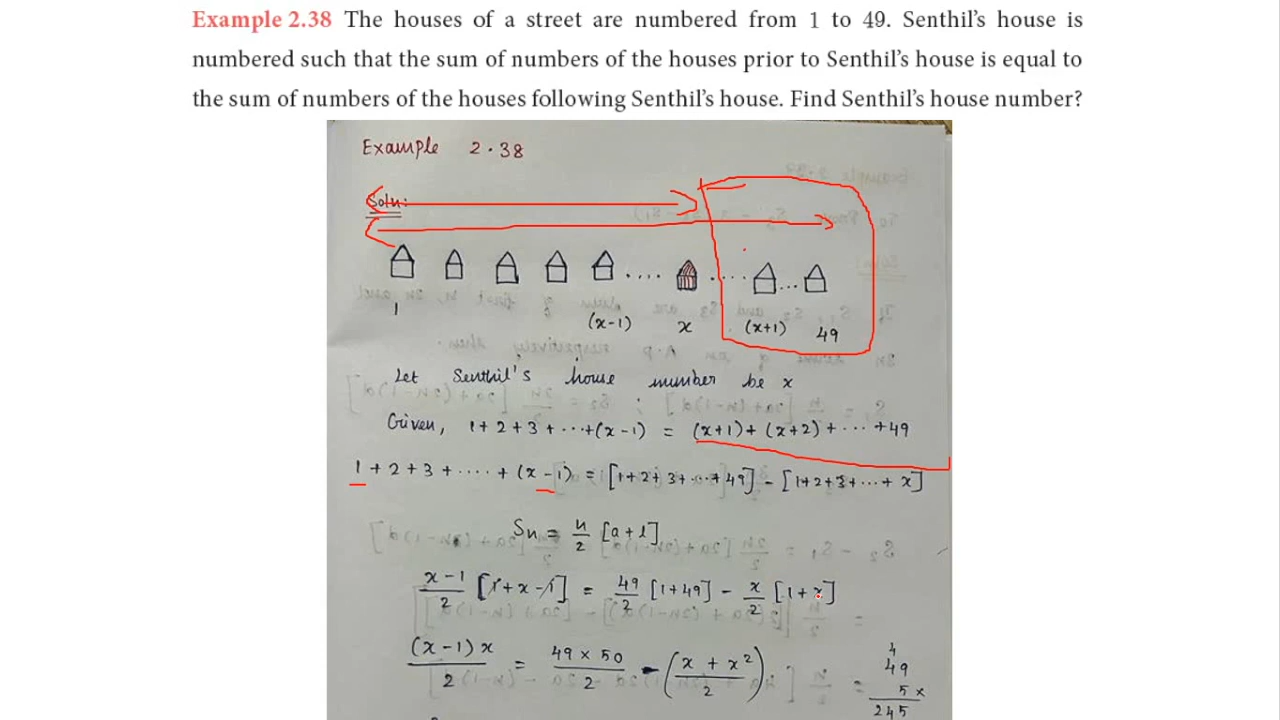 Example 2.38 The houses of a street are numbered from 1 to 49. Senthil’s house is
numbered such that the sum of numbers of the houses prior to Senthil’s house is equal to
the sum of numbers of the houses following Senthil’s house. Find Senthil’s house number?
Example 2.38
Soln:
1 (x-1) x (x+1) 49
Let Senthil's house number be x
Given, 1+2+3+...+(x-1) = (x+1)+(x+2)+...+49
1+2+3+....+(x-1) = [1+2+3+...+49] - [1+2+3+...+x]
Sn = n/2 [a+l]
x-1/2 [1+x-1] = 49/2 [1+49] - x/2 [1+x]
(x-1)x/2 = 49×50/2 - (x+x²/2)
4
49
5 ×
245